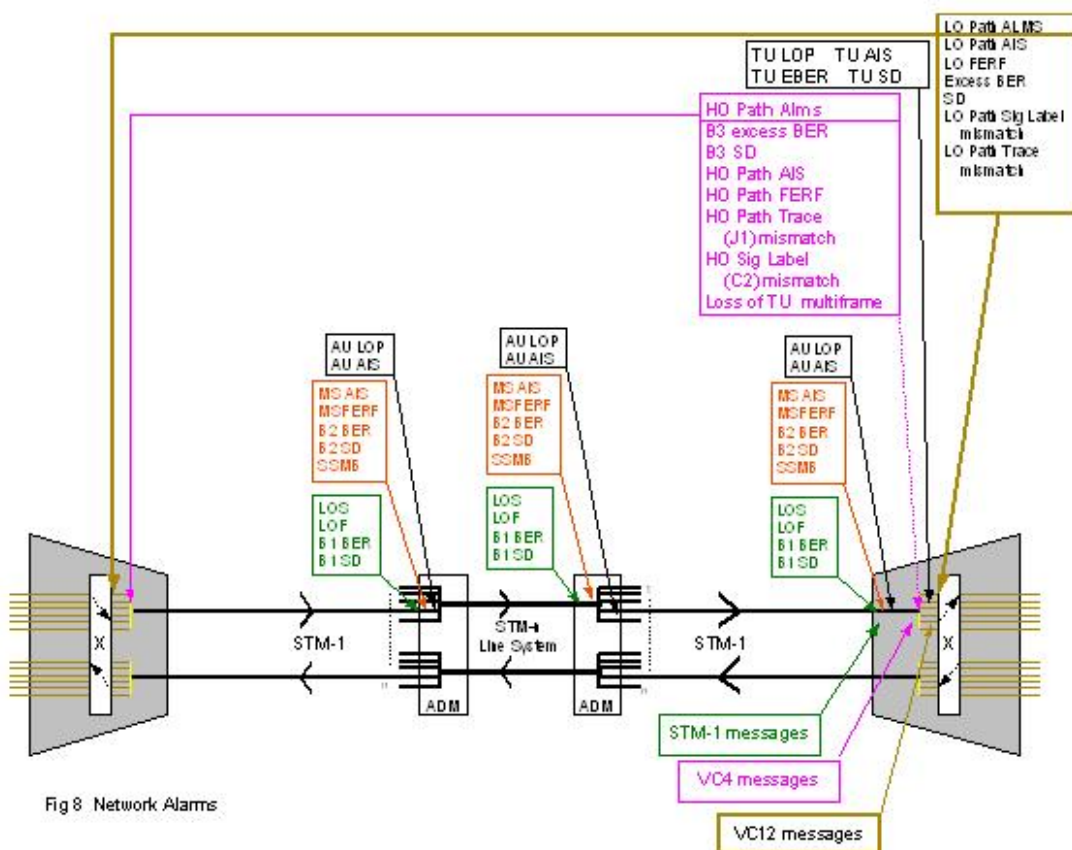 LO Path ALMS
LO Path AIS
LO FERF
Excess BER
SD
LO Path Sig Label
mismatch
LO Path Trace
mismatch
TU LOP TU AIS
TU EBER TU SD
HO Path Alms
B3 excess BER
B3 SD
HO Path AIS
HO Path FERF
HO Path Trace
(J1)mismatch
HO Sig Label
(C2)mismatch
Loss of TU multiframe
AU LOP
AU AIS
MS AIS
MSFERF
B2 BER
B2 SD
SSMB
LOS
LOF
B1 BER
B1 SD
AU LOP
AU AIS
MS AIS
MSFERF
B2 BER
B2 SD
SSMB
LOS
LOF
B1 BER
B1 SD
AU LOP
AU AIS
MS AIS
MSFERF
B2 BER
B2 SD
SSMB
LOS
LOF
B1 BER
B1 SD
X
STM-1
STM-n
Line System
STM-1
X
ADM
ADM
STM-1 messages
VC4 messages
VC12 messages
Fig 8 Network Alarms